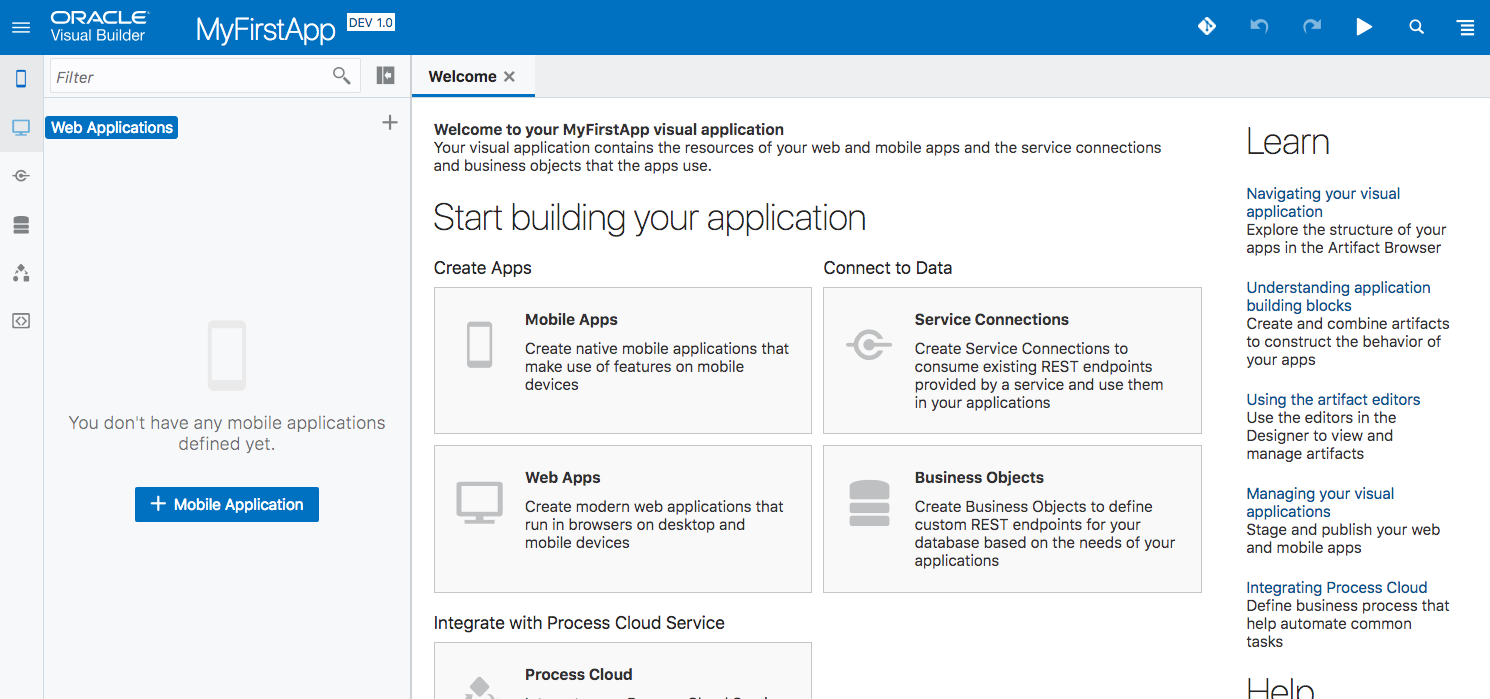 ORACLE
Visual Builder
MyFirstApp
DEV 1.0
Filter
Welcome
Web Applications
You don't have any mobile applications
defined yet.
Mobile Application
Welcome to your MyFirstApp visual application
Your visual application contains the resources of your web and mobile apps and the service connections
and business objects that the apps use.
Start building your application
Create Apps
Mobile Apps
Create native mobile applications that
make use of features on mobile
devices
Web Apps
Create modern web applications that
run in browsers on desktop and
mobile devices
Connect to Data
Service Connections
Create Service Connections to
consume existing REST endpoints
provided by a service and use them
in your applications
Business Objects
Create Business Objects to define
custom REST endpoints for your
database based on the needs of your
applications
Integrate with Process Cloud Service
Process Cloud
Learn
Navigating your visual
application
Explore the structure of your
apps in the Artifact Browser
Understanding application
building blocks
Create and combine artifacts
to construct the behavior of
your apps
Using the artifact editors
Use the editors in the
Designer to view and
manage artifacts
Managing your visual
applications
Stage and publish your web
and mobile apps
Integrating Process Cloud
Define business process that
help automate common
tasks
Help